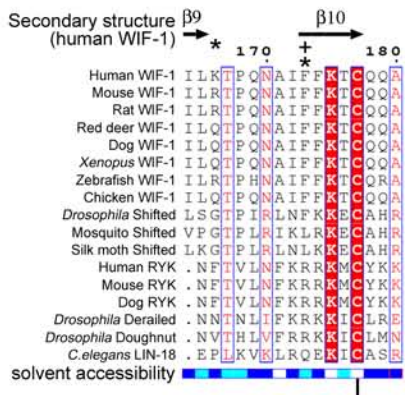 Secondary structure
(human WIF-1)
β9 β10
* +
*
170 180
Human WIF-1 ILKTPQNAIFFKTCQQA
Mouse WIF-1 ILRTPQNAIFFKTCQQA
Rat WIF-1 ILRTPQNAIFFKTCQQA
Red deer WIF-1 ILQTPQNAIFFKTCQQA
Dog WIF-1 ILQTPQNAIFFKTCQQA
Xenopus WIF-1 ILQTPQNAIFFKTCQQA
Zebrafish WIF-1 ILRTPHNAIFFKTCQRA
Chicken WIF-1 ILQTPQNAIFFKTCQQA
Drosophila Shifted LSGTPIRLNFKKECAHR
Mosquito Shifted VPGTPLRIKLRKECAHR
Silk moth Shifted LKGTPIRLNLKKECAHR
Human RYK .NFTVLNFKRRKMCYKK
Mouse RYK .NFTVLNFKRRKMCYKK
Dog RYK .NFTVLNFKRRKMCYKK
Drosophila Derailed .NNTNLIFKRKKICLRE
Drosophila Doughnut .NVTHLVFRRRKICLMN
C.elegans LIN-18 .EPLKVKLRQEKICASR
solvent accessibility